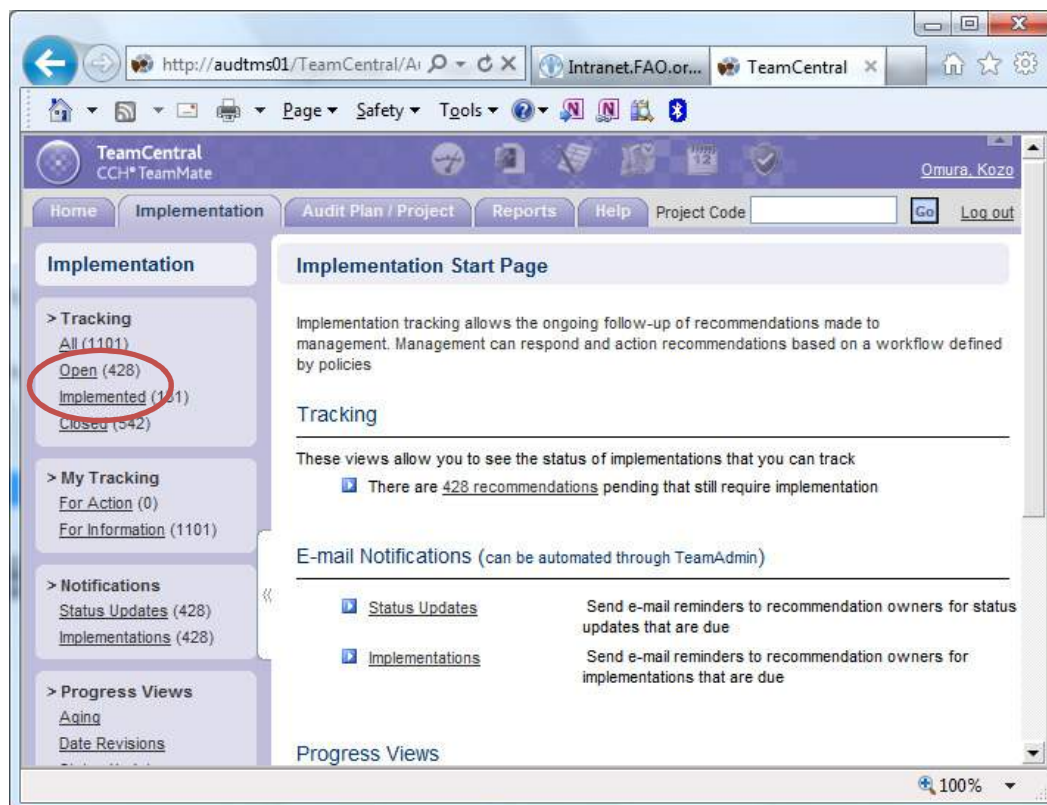 http://audtms01/TeamCentral/Au
Intranet.FAO.or...
TeamCentral
Page
Safety
Tools
TeamCentral
CCH® TeamMate
12
Omura, Kozo
Home
Implementation
Audit Plan / Project
Reports
Help
Project Code
Go
Log out
Implementation
> Tracking
All (1101)
Open (428)
Implemented (131)
Closed (542)
> My Tracking
For Action (0)
For Information (1101)
> Notifications
Status Updates (428)
Implementations (428)
> Progress Views
Aging
Date Revisions
Implementation Start Page
Implementation tracking allows the ongoing follow-up of recommendations made to
management. Management can respond and action recommendations based on a workflow defined
by policies
Tracking
These views allow you to see the status of implementations that you can track
There are 428 recommendations pending that still require implementation
E-mail Notifications (can be automated through TeamAdmin)
Status Updates
Send e-mail reminders to recommendation owners for status
updates that are due
Implementations
Send e-mail reminders to recommendation owners for
implementations that are due
Progress Views
100%